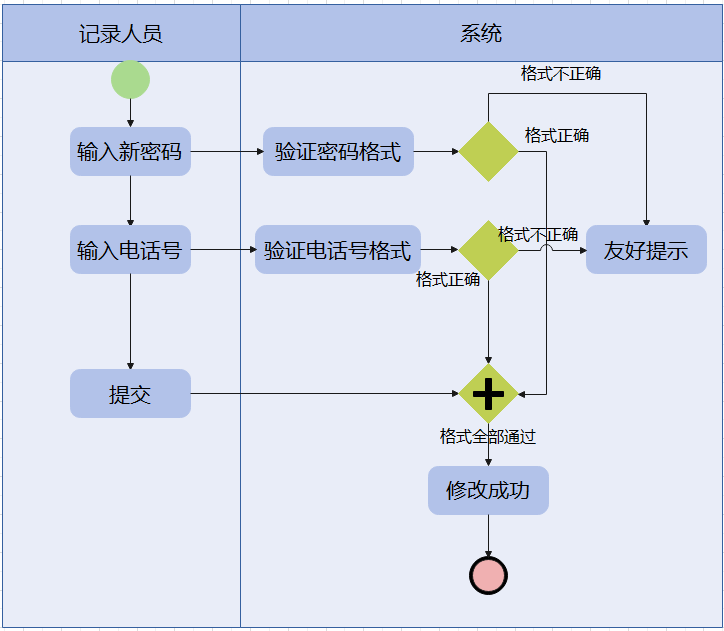 记录人员
系统
格式不正确
格式正确
输入新密码
验证密码格式
格式不正确
输入电话号
验证电话号格式
友好提示
格式正确
提交
格式全部通过
修改成功